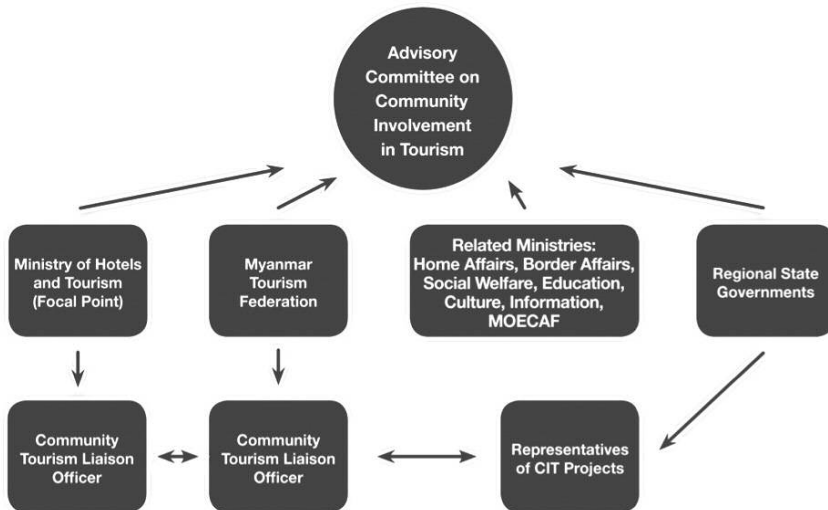 Advisory
Committee on
Community
Involvement
in Tourism
Ministry of Hotels
and Tourism
(Focal Point)
Myanmar
Tourism
Federation
Related Ministries:
Home Affairs, Border Affairs,
Social Welfare, Education,
Culture, Information,
MOECAF
Regional State
Governments
Community
Tourism Liaison
Officer
Community
Tourism Liaison
Officer
Representatives
of CIT Projects